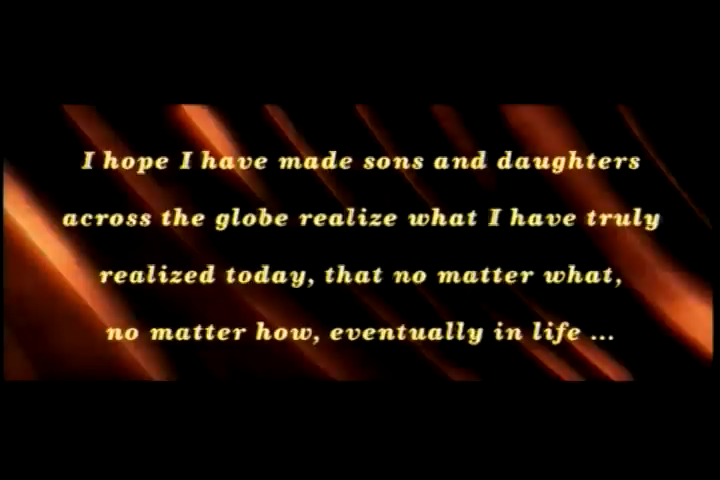 I hope I have made sons and daughters
across the globe realize what I have truly
realized today, that no matter what,
no matter how, eventually in life ...